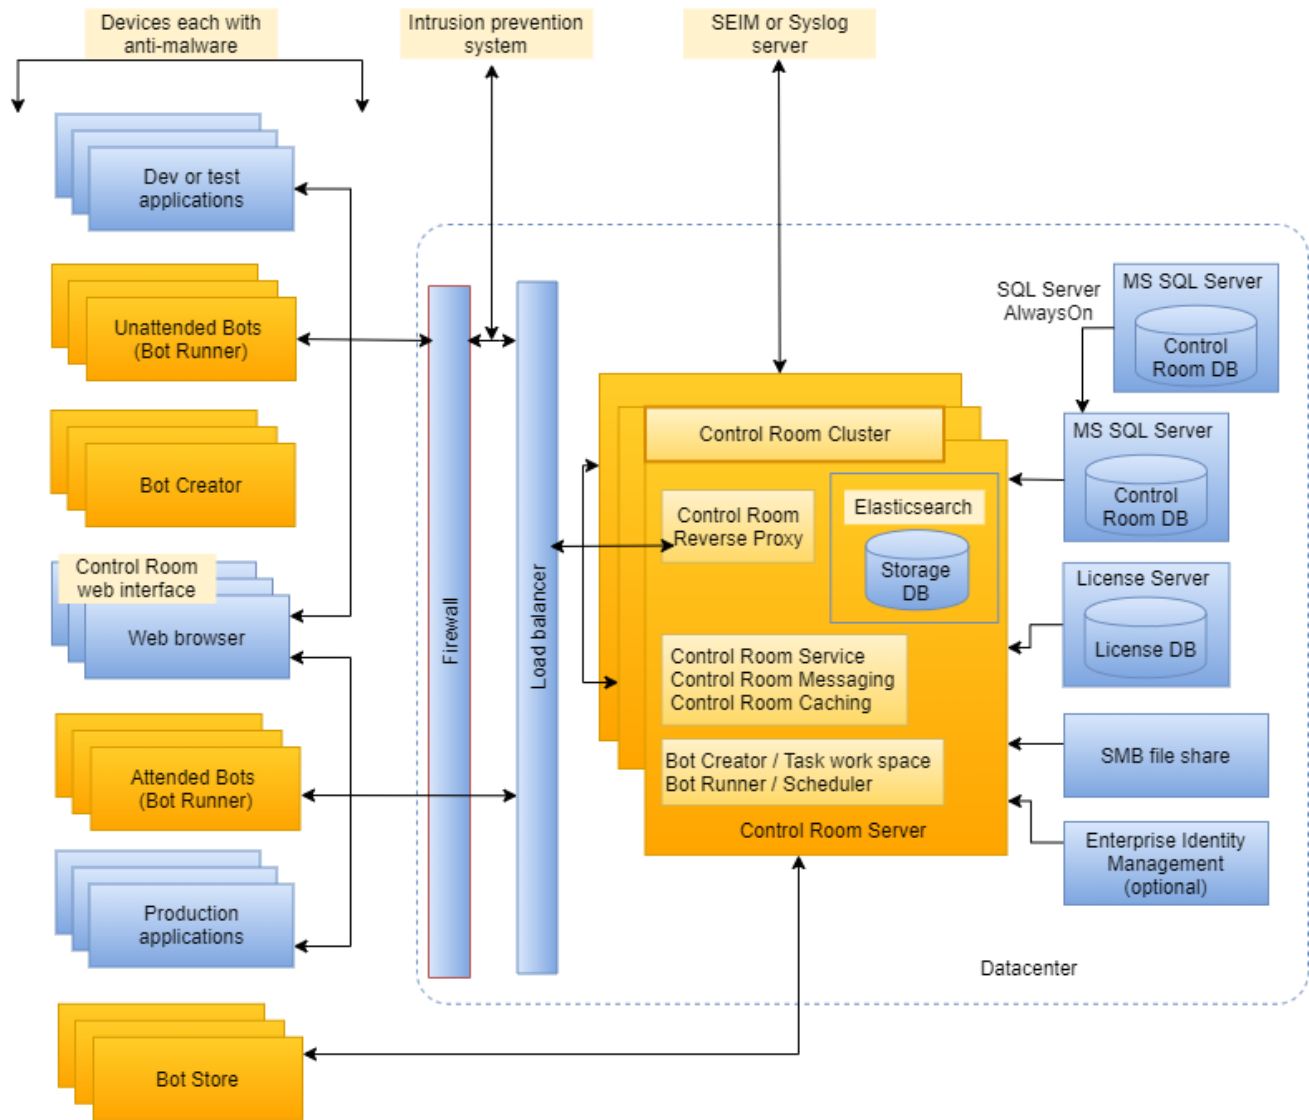 Devices each with
anti-malware
Intrusion prevention
system
SEIM or Syslog
server
Dev or test
applications
Unattended Bots
(Bot Runner)
Bot Creator
Control Room
web interface
Web browser
Attended Bots
(Bot Runner)
Production
applications
Bot Store
Firewall
Load balancer
Control Room Cluster
Control Room
Reverse Proxy
Elasticsearch
Storage
DB
Control Room Service
Control Room Messaging
Control Room Caching
Bot Creator / Task work space
Bot Runner / Scheduler
Control Room Server
SQL Server
AlwaysOn
MS SQL Server
Control
Room DB
MS SQL Server
Control
Room DB
License Server
License DB
SMB file share
Enterprise Identity
Management
(optional)
Datacenter